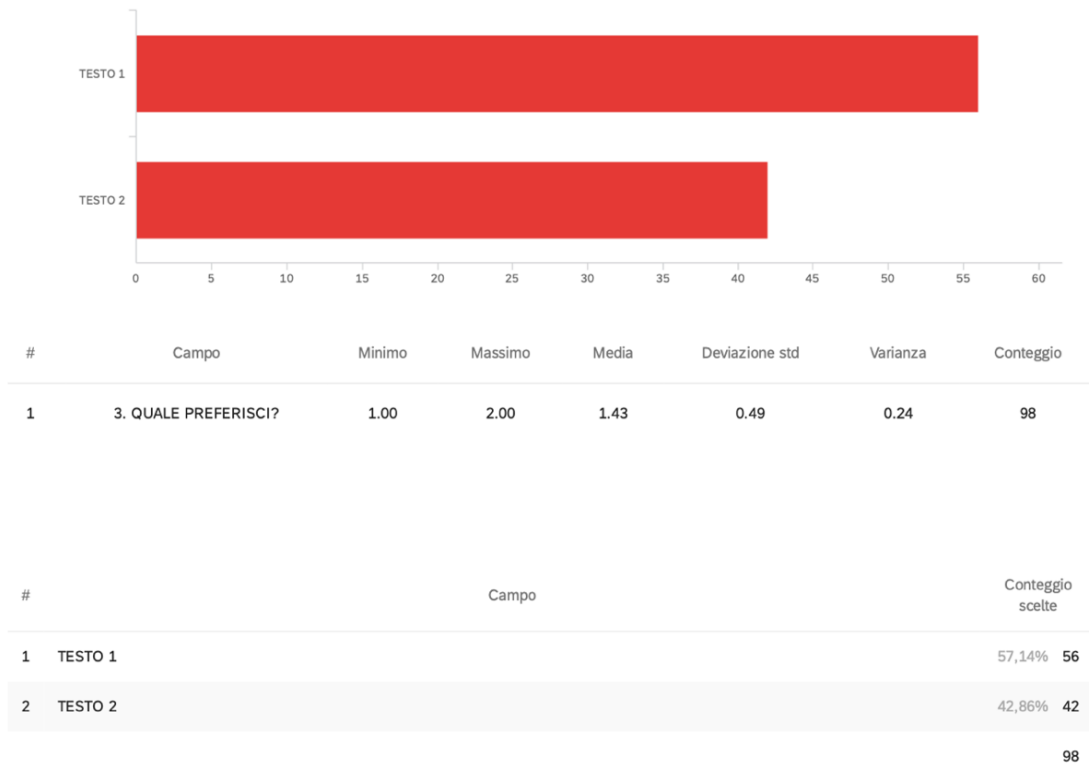 TESTO 1
TESTO 2
0 5 10 15 20 25 30 35 40 45 50 55 60
# Campo Minimo Massimo Media Deviazione std Varianza Conteggio
1 3. QUALE PREFERISCI? 1.00 2.00 1.43 0.49 0.24 98
# Campo Conteggio
scelte
1 TESTO 1 57,14% 56
2 TESTO 2 42,86% 42
98